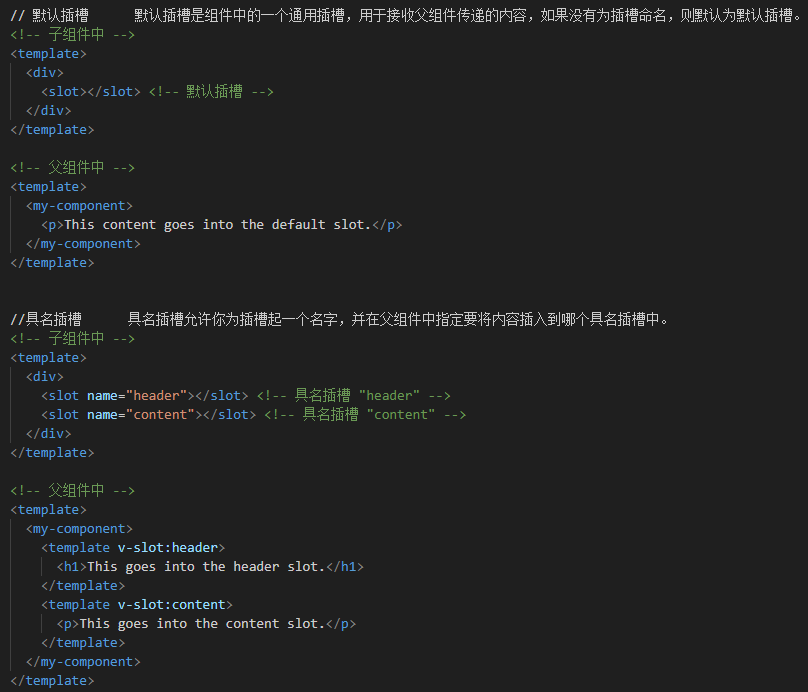 // 默认插槽      默认插槽是组件中的一个通用插槽，用于接收父组件传递的内容，如果没有为插槽命名，则默认为默认插槽。
<!-- 子组件中 -->
<template>
  <div>
    <slot></slot> <!-- 默认插槽 -->
  </div>
</template>

<!-- 父组件中 -->
<template>
  <my-component>
    <p>This content goes into the default slot.</p>
  </my-component>
</template>


//具名插槽      具名插槽允许你为插槽起一个名字，并在父组件中指定要将内容插入到哪个具名插槽中。
<!-- 子组件中 -->
<template>
  <div>
    <slot name="header"></slot> <!-- 具名插槽 "header" -->
    <slot name="content"></slot> <!-- 具名插槽 "content" -->
  </div>
</template>

<!-- 父组件中 -->
<template>
  <my-component>
    <template v-slot:header>
      <h1>This goes into the header slot.</h1>
    </template>
    <template v-slot:content>
      <p>This goes into the content slot.</p>
    </template>
  </my-component>
</template>